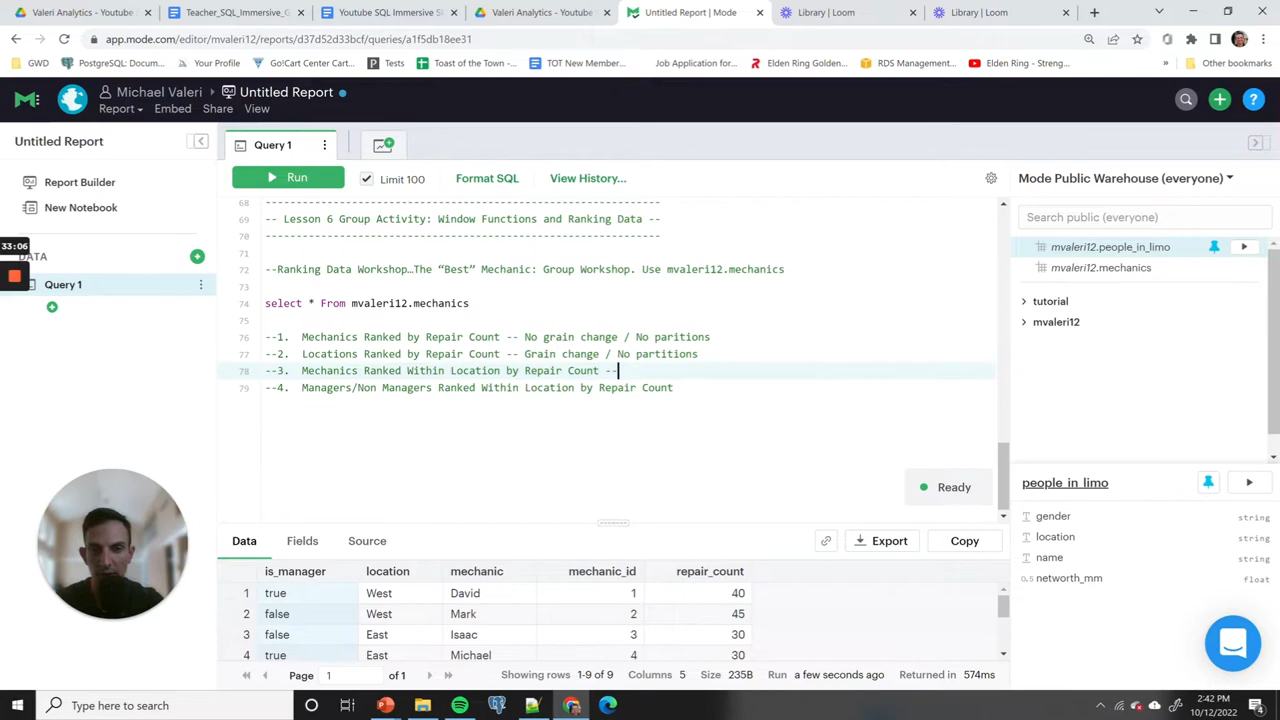 Valeri Analytics - Youtube
Teacher_SQL_Immersive_G
Youtube SQL Immersive Sl
Valeri Analytics - Youtube
Untitled Report | Mode
Library | Loom
Library | Loom
app.mode.com/editor/mvaleri12/reports/d37d52d33bcf/queries/a1f5db18ee31
GWD
PostgreSQL: Docum...
Your Profile
Go!Cart Center Cart...
Tests
Toast of the Town -...
TOT New Member...
Job Application for...
Elden Ring Golden...
RDS Management...
Elden Ring - Streng...
Other bookmarks
Michael Valeri
Untitled Report
Report Embed Share View
Untitled Report
Query 1
Report Builder
New Notebook
33:06
DATA
Query 1
Run
Limit 100
Format SQL
View History...
68 ----------------------------------------------------------------
69 -- Lesson 6 Group Activity: Window Functions and Ranking Data --
70 ----------------------------------------------------------------
71
72 --Ranking Data Workshop…The “Best” Mechanic: Group Workshop. Use mvaleri12.mechanics
73
74 select * From mvaleri12.mechanics
75
76 --1. Mechanics Ranked by Repair Count -- No grain change / No paritions
77 --2. Locations Ranked by Repair Count -- Grain change / No partitions
78 --3. Mechanics Ranked Within Location by Repair Count --
79 --4. Managers/Non Managers Ranked Within Location by Repair Count
Ready
Mode Public Warehouse (everyone)
Search public (everyone)
mvaleri12.people_in_limo
mvaleri12.mechanics
tutorial
mvaleri12
people_in_limo
gender string
location string
name string
0.5 networth_mm float
Data Fields Source
Export
Copy
is_manager location mechanic mechanic_id repair_count
1 true West David 1 40
2 false West Mark 2 45
3 false East Isaac 3 30
4 true East Michael 4 30
Page 1 of 1
Showing rows 1-9 of 9 Columns 5 Size 235B Run a few seconds ago Returned in 574ms
Type here to search
2:42 PM
10/12/2022
4